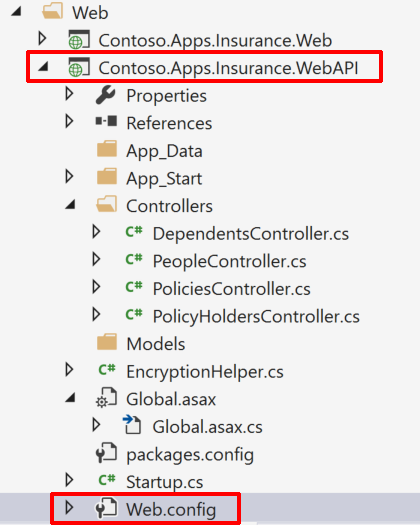 Web
Contoso.Apps.Insurance.Web
Contoso.Apps.Insurance.WebAPI
Properties
References
App_Data
App_Start
Controllers
C# DependentsController.cs
C# PeopleController.cs
C# PoliciesController.cs
C# PolicyHoldersController.cs
Models
C# EncryptionHelper.cs
Global.asax
Global.asax.cs
packages.config
C# Startup.cs
Web.config